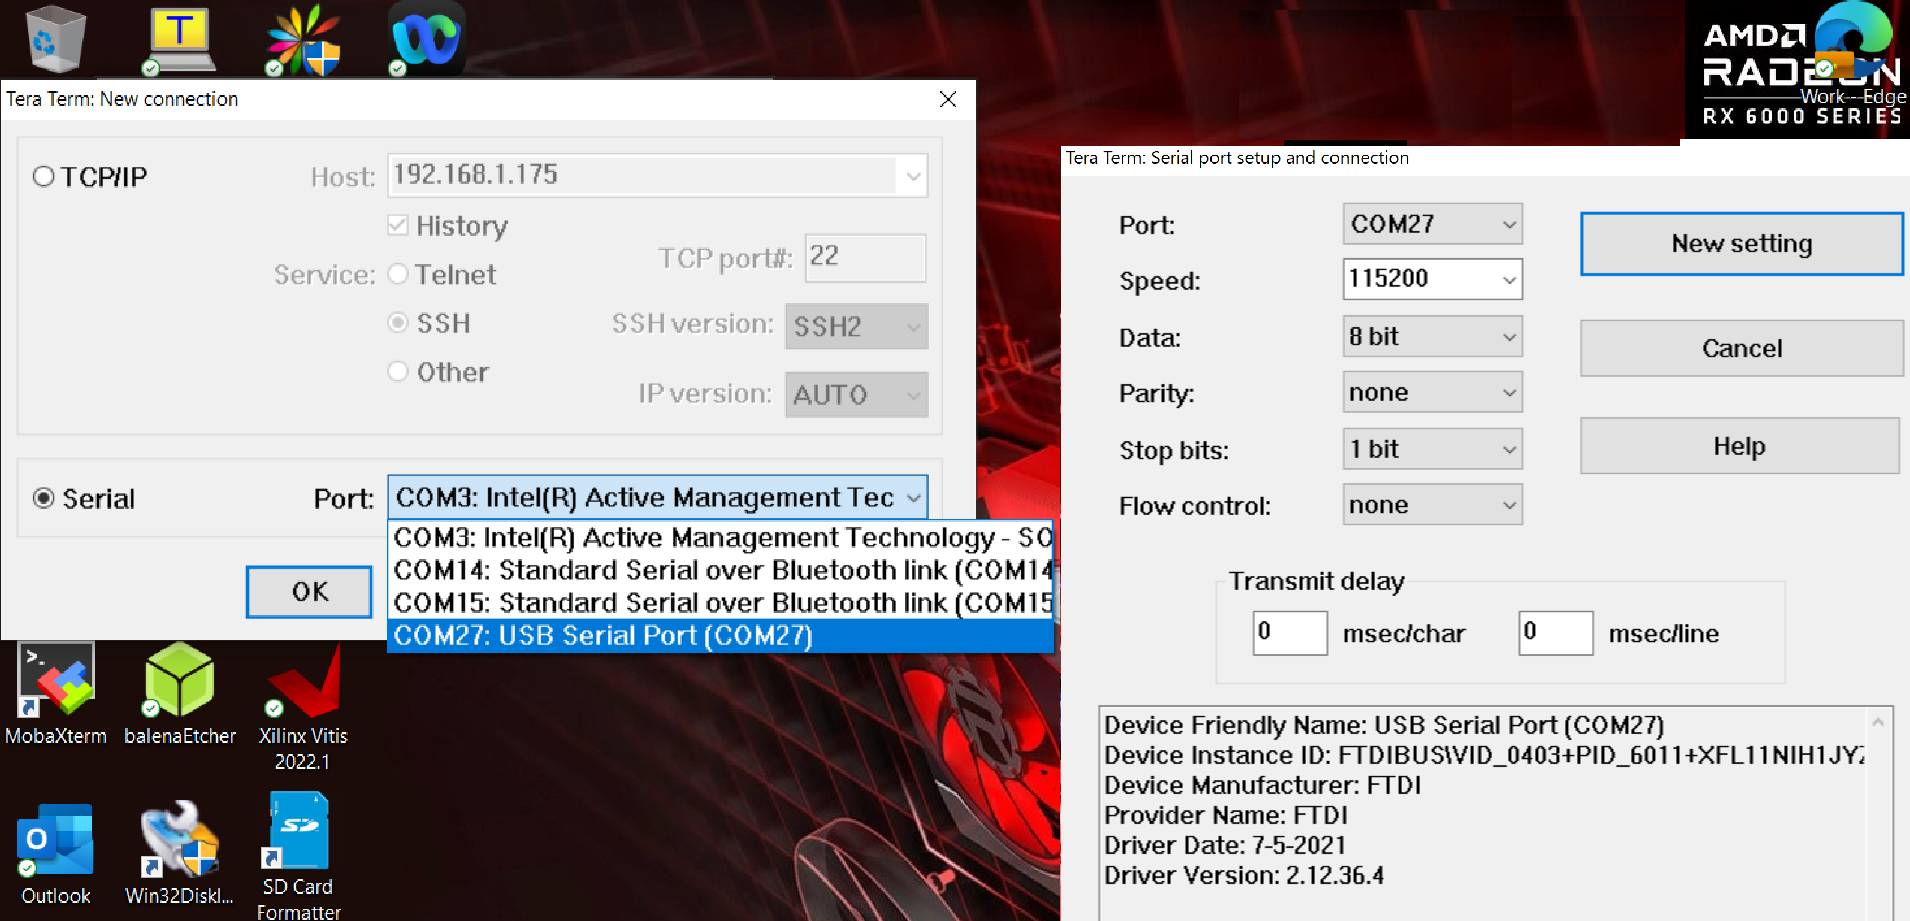 T
AMD
RADEON
Work - Edge
RX 6000 SERIES
Tera Term: New connection
TCP/IP
Host: 192.168.1.175
History
TCP port#: 22
Service: Telnet
SSH
SSH version: SSH2
Other
IP version: AUTO
Serial
Port: COM3: Intel(R) Active Management Tec
COM3: Intel(R) Active Management Technology - SO
COM14: Standard Serial over Bluetooth link (COM14
COM15: Standard Serial over Bluetooth link (COM15
COM27: USB Serial Port (COM27)
OK
Tera Term: Serial port setup and connection
Port: COM27
New setting
Speed: 115200
Data: 8 bit
Cancel
Parity: none
Stop bits: 1 bit
Help
Flow control: none
Transmit delay
0 msec/char 0 msec/line
Device Friendly Name: USB Serial Port (COM27)
Device Instance ID: FTDIBUS\VID_0403+PID_6011+XFL11NIH1JYZ
Device Manufacturer: FTDI
Provider Name: FTDI
Driver Date: 7-5-2021
Driver Version: 2.12.36.4
>_
MobaXterm
balenaEtcher
Xilinx Vitis
2022.1
O
Outlook
Win32DiskI...
SD
SD Card
Formatter